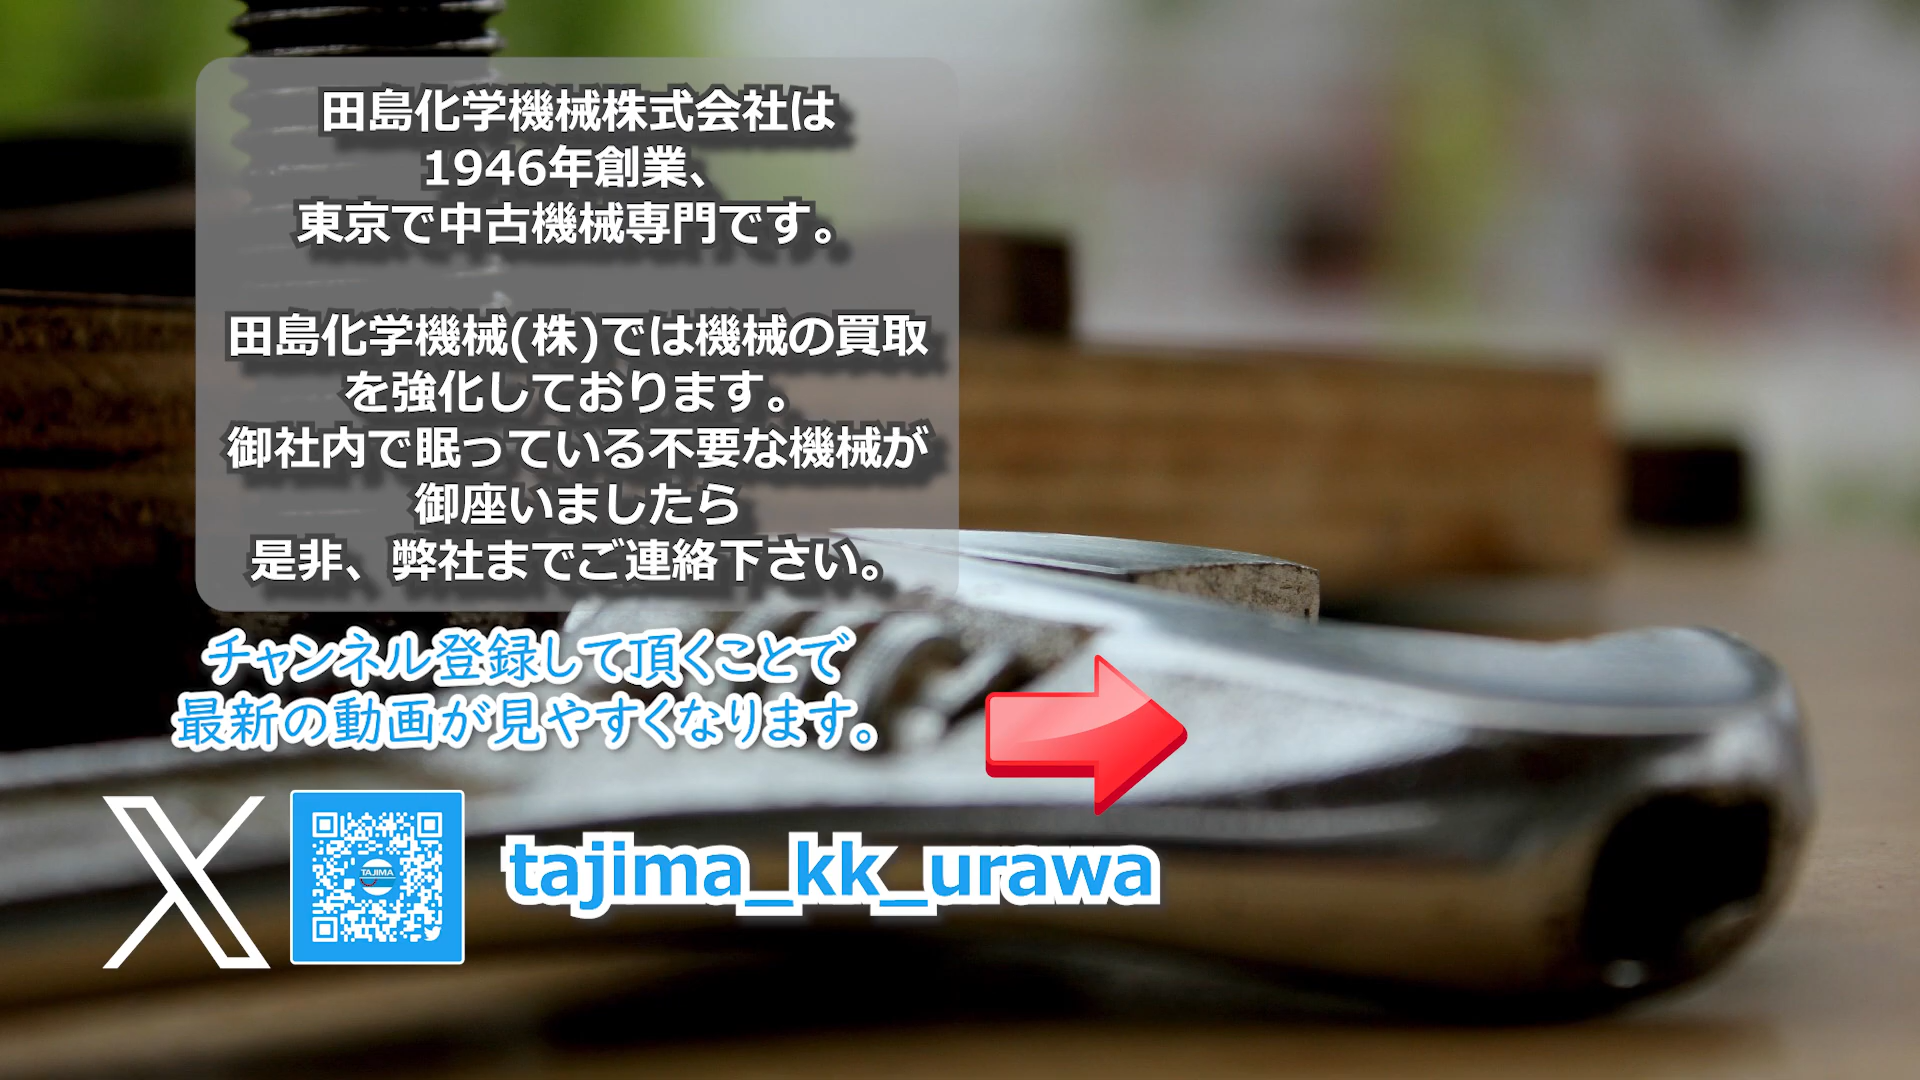 田島化学機械株式会社は
1946年創業、
東京で中古機械専門です。
田島化学機械(株)では機械の買取
を強化しております。
御社内で眠っている不要な機械が
御座いましたら
是非、弊社までご連絡下さい。
チャンネル登録して頂くことで
最新の動画が見やすくなります。
X
TAJIMA
tajima_kk_urawa